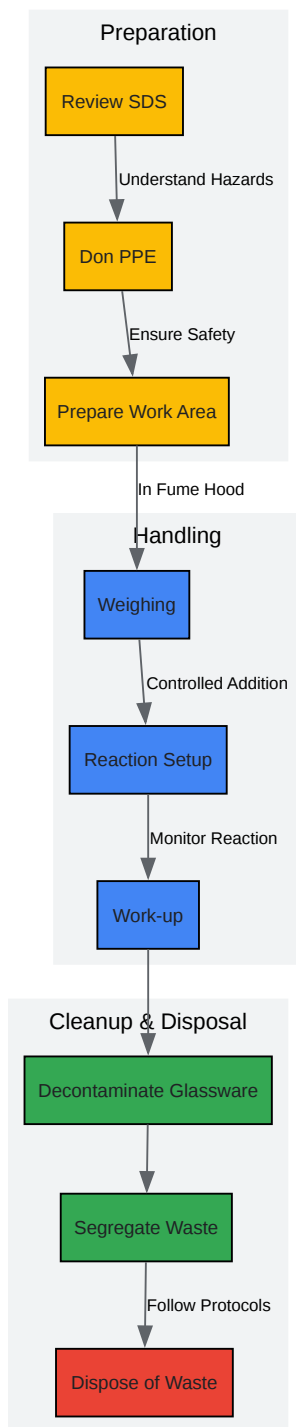 Preparation
Review SDS
Understand Hazards
Don PPE
Ensure Safety
Prepare Work Area
In Fume Hood
Handling
Weighing
Controlled Addition
Reaction Setup
Monitor Reaction
Work-up
Cleanup & Disposal
Decontaminate Glassware
Segregate Waste
Follow Protocols
Dispose of Waste